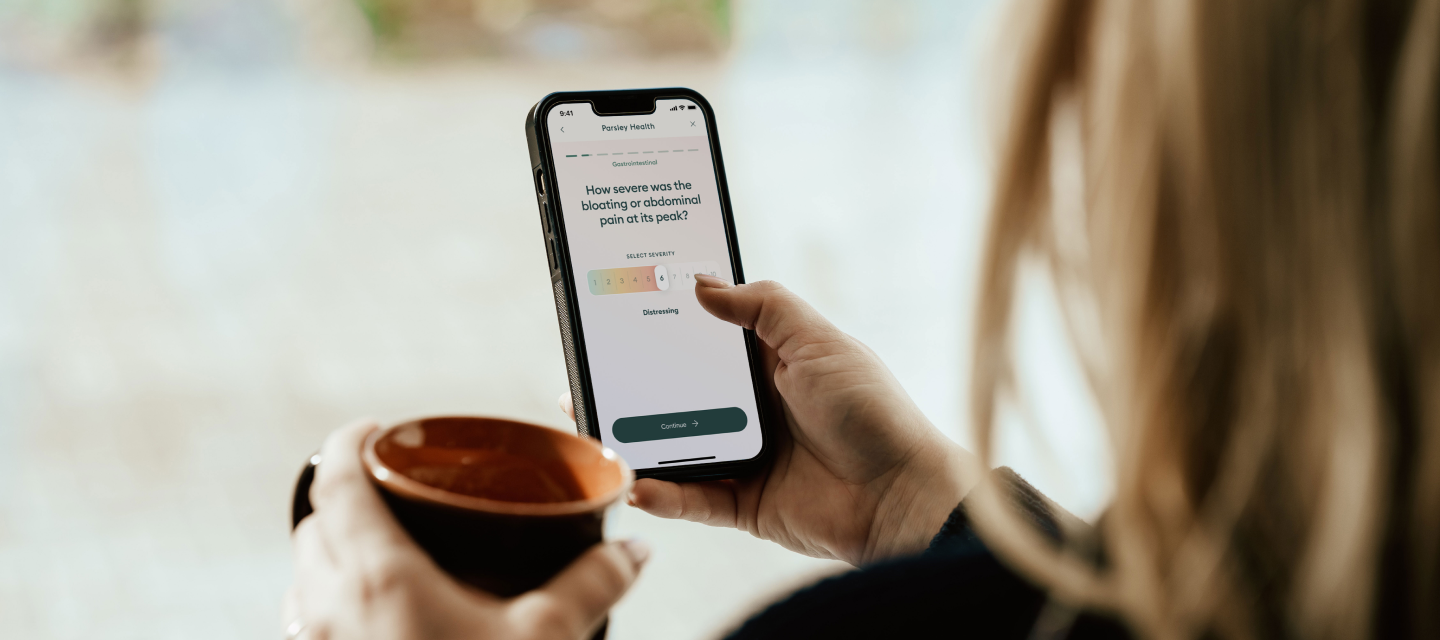 9:41
Parsley Health
Gastrointestinal
How severe was the
bloating or abdominal
pain at its peak?
SELECT SEVERITY
1 2 3 4 5 6 7 8 10
Distressing
Continue →